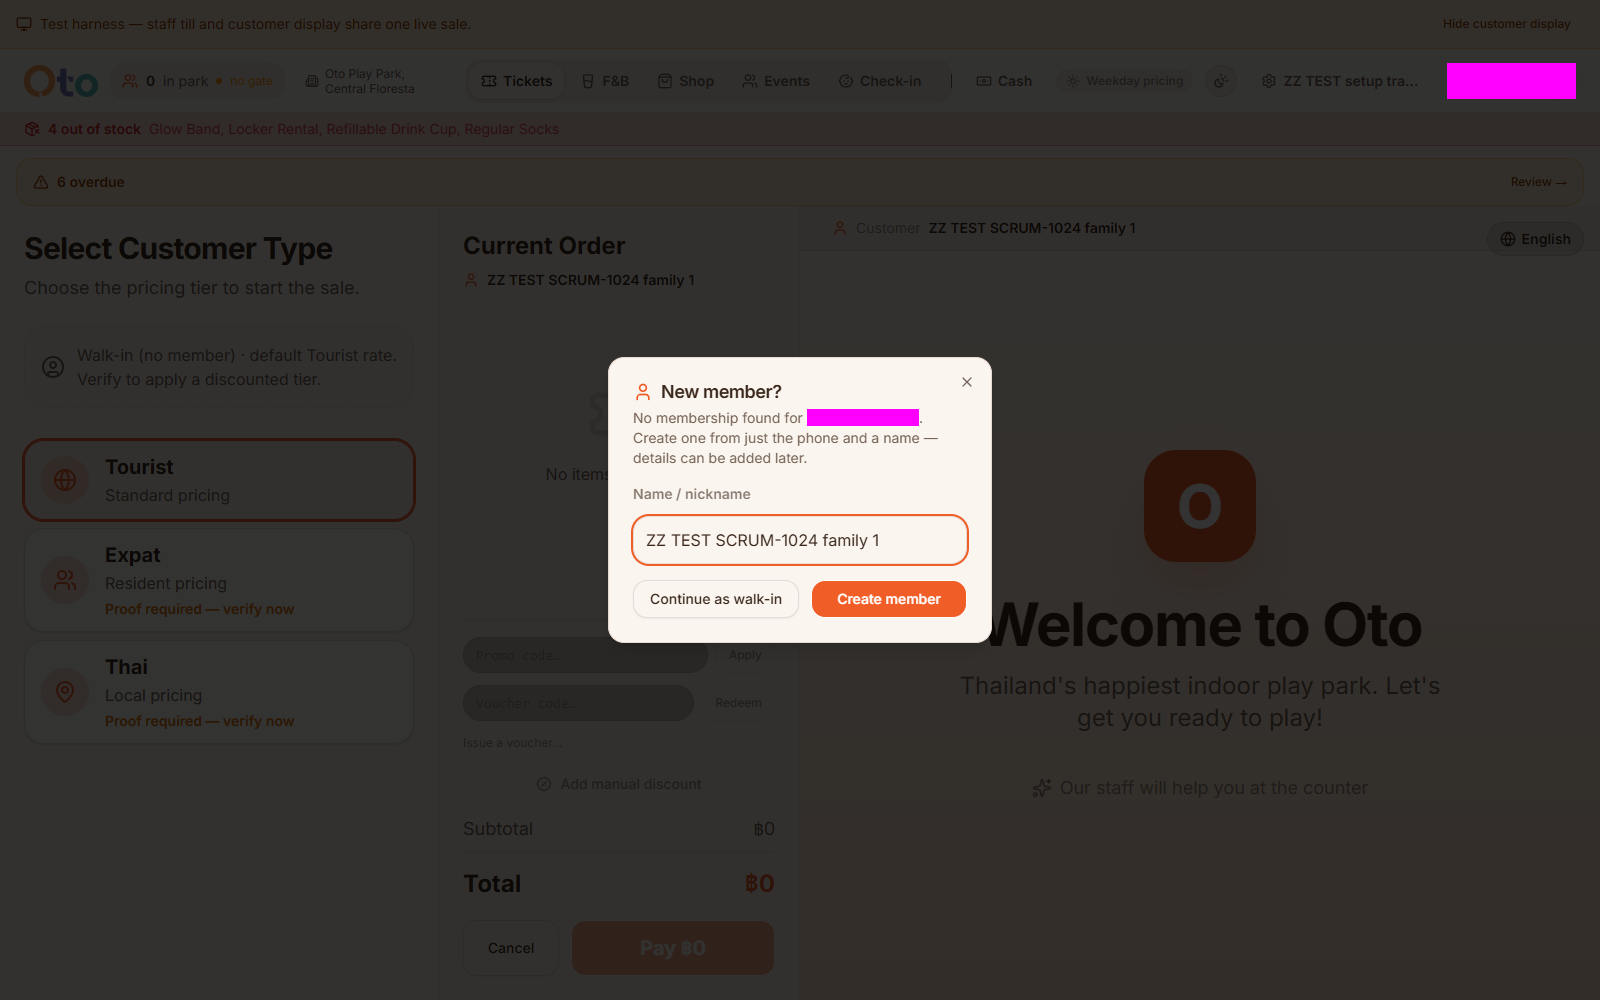 Test harness — staff till and customer display share one live sale.
Hide customer display
Oto
0 in park • no gate
Oto Play Park,
Central Floresta
Tickets
F&B
Shop
Events
Check-in
Cash
Weekday pricing
ZZ TEST setup tra...
4 out of stock Glow Band, Locker Rental, Refillable Drink Cup, Regular Socks
6 overdue
Review →
Select Customer Type
Choose the pricing tier to start the sale.
Walk-in (no member) · default Tourist rate.
Verify to apply a discounted tier.
Tourist
Standard pricing
Expat
Resident pricing
Proof required — verify now
Thai
Local pricing
Proof required — verify now
Current Order
ZZ TEST SCRUM-1024 family 1
No items
Promo code…
Apply
Voucher code…
Redeem
Issue a voucher…
Add manual discount
Subtotal
฿0
Total
฿0
Cancel
Pay ฿0
Customer ZZ TEST SCRUM-1024 family 1
English
O
Welcome to Oto
Thailand's happiest indoor play park. Let's
get you ready to play!
Our staff will help you at the counter
New member?
No membership found for .
Create one from just the phone and a name —
details can be added later.
Name / nickname
ZZ TEST SCRUM-1024 family 1
Continue as walk-in
Create member